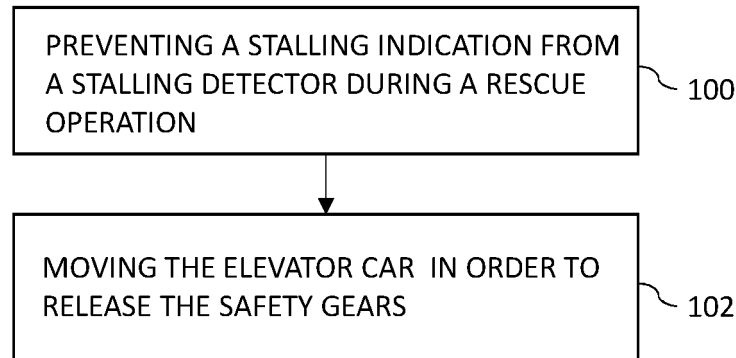 PREVENTING A STALLING INDICATION FROM
A STALLING DETECTOR DURING A RESCUE
OPERATION
100
MOVING THE ELEVATOR CAR IN ORDER TO
RELEASE THE SAFETY GEARS
102